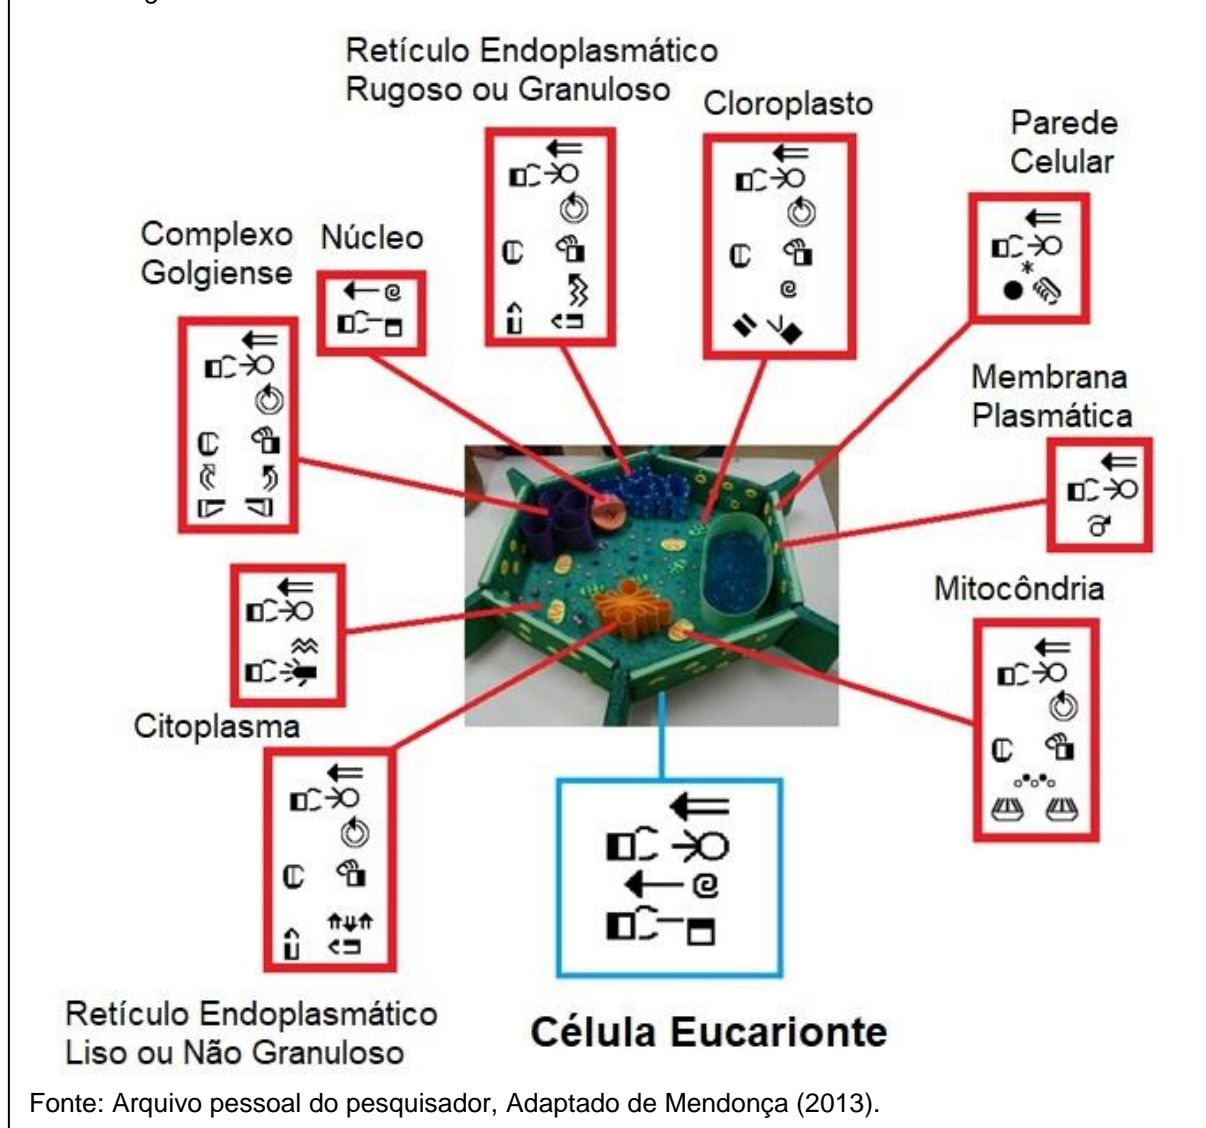 Retículo Endoplasmático
Rugoso ou Granuloso
Cloroplasto
Parede
Celular
Complexo
Golgiense
Núcleo
Membrana
Plasmática
Mitocôndria
Citoplasma
Retículo Endoplasmático
Liso ou Não Granuloso
Célula Eucarionte
Fonte: Arquivo pessoal do pesquisador, Adaptado de Mendonça (2013).